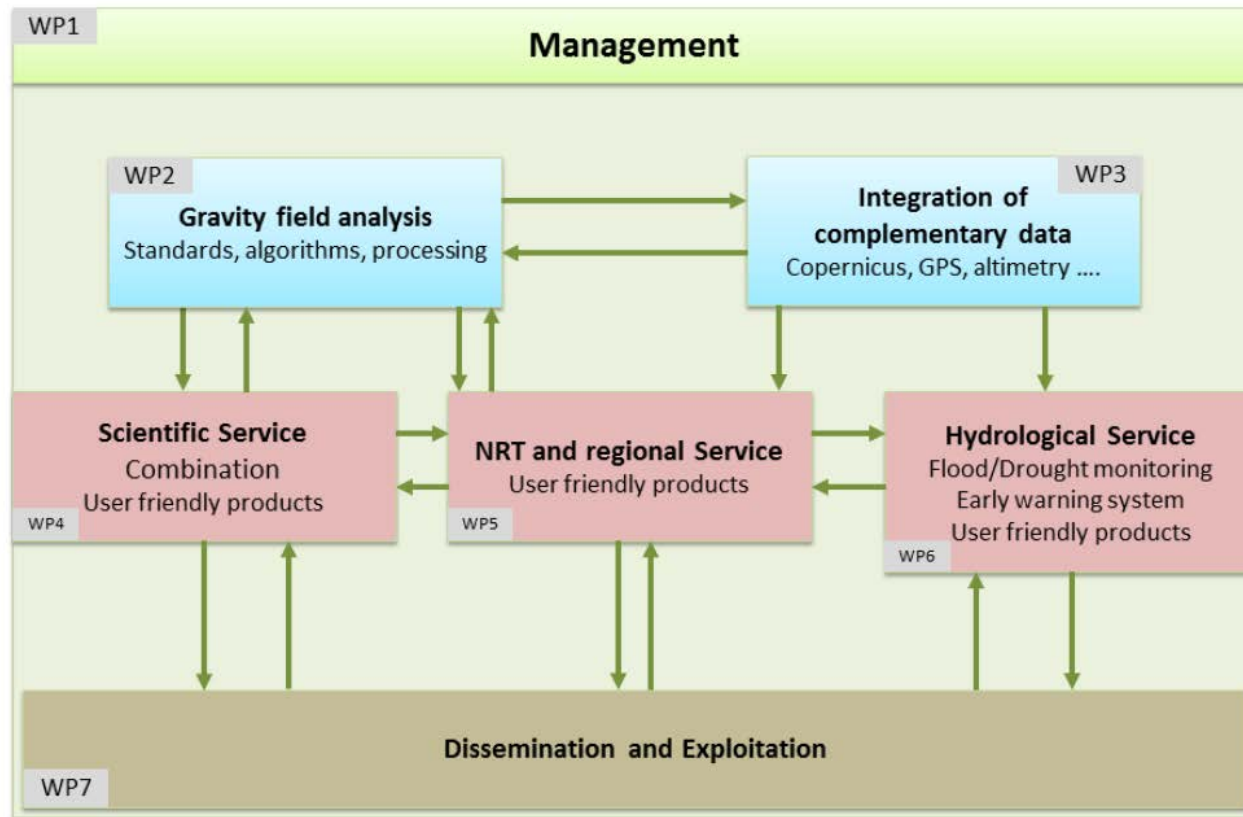 WP1
Management
WP2
Gravity field analysis
Standards, algorithms, processing
WP3
Integration of
complementary data
Copernicus, GPS, altimetry ....
Scientific Service
Combination
User friendly products
WP4
NRT and regional Service
User friendly products
WP5
Hydrological Service
Flood/Drought monitoring
Early warning system
User friendly products
WP6
Dissemination and Exploitation
WP7